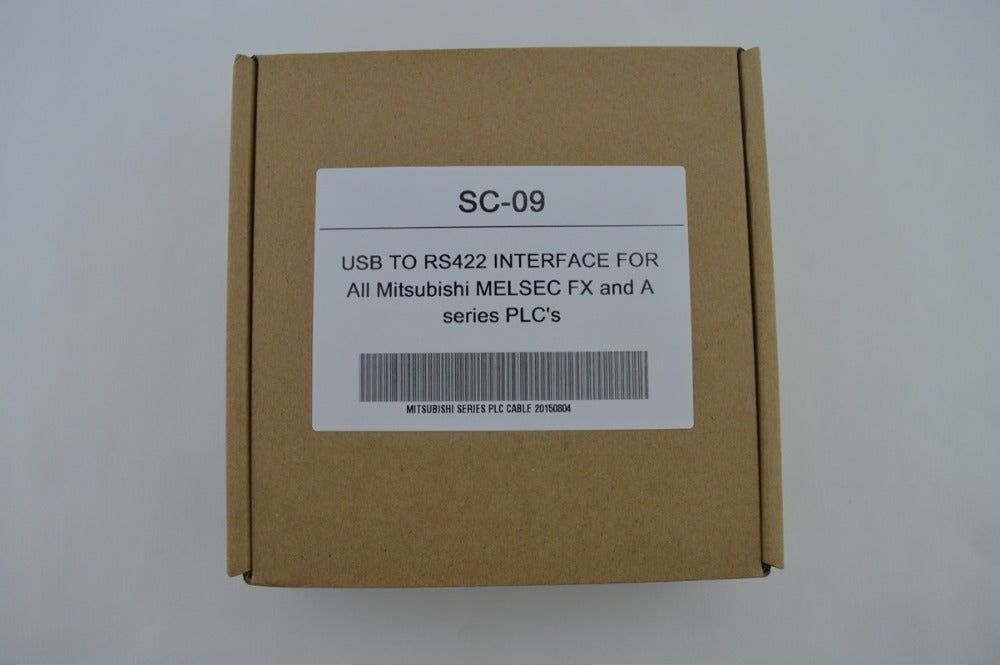 SC-09
USB TO RS422 INTERFACE FOR
All Mitsubishi MELSEC FX and A
series PLC's
MITSUBISHI SERIES PLC CABLE 20150804